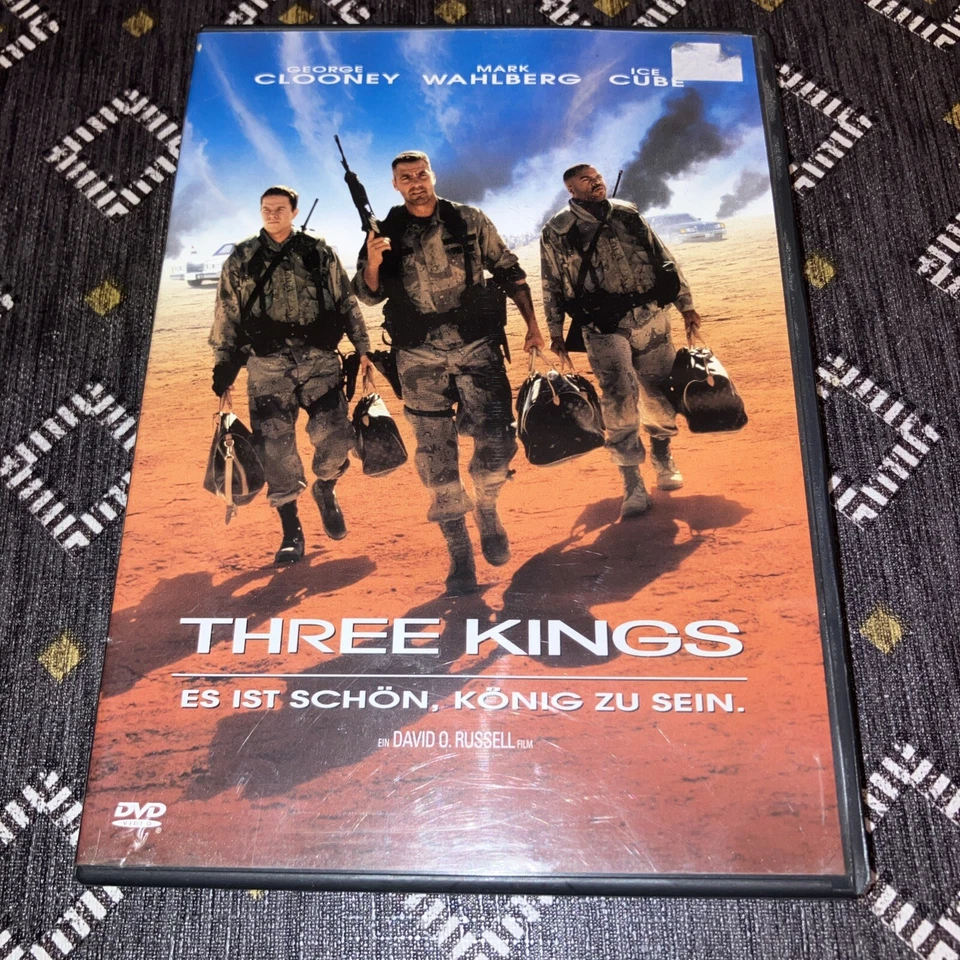 GEORGE MARK ICE
CLOONEY WAHLBERG CUBE
THREE KINGS
ES IST SCHÖN, KÖNIG ZU SEIN.
EIN DAVID O. RUSSELL FILM
DVD
VIDEO